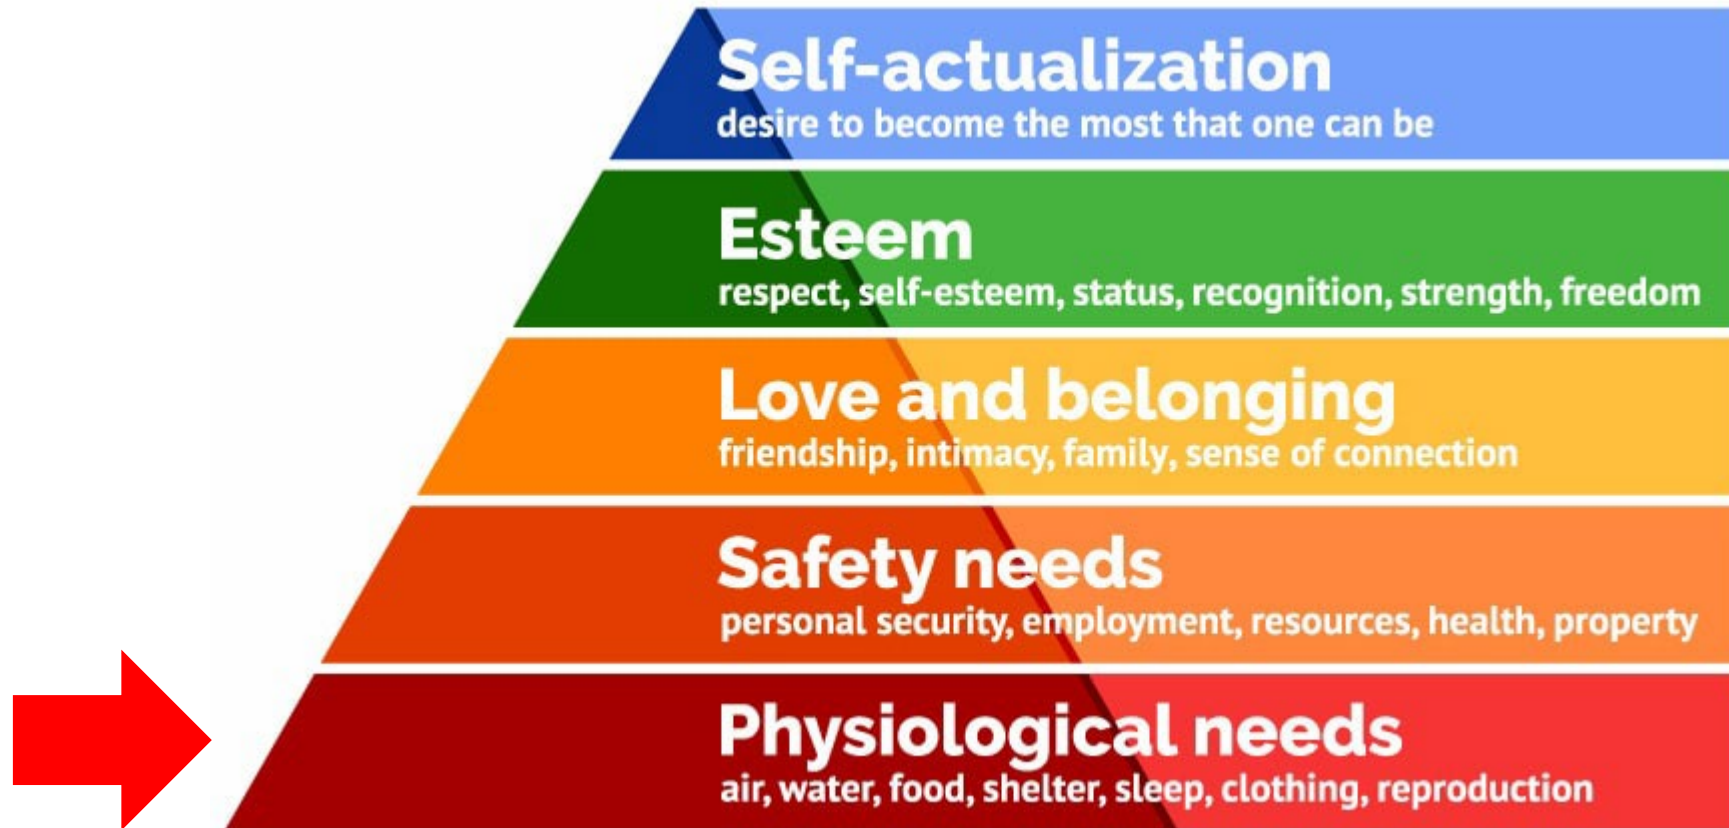 Self-actualization
desire to become the most that one can be
Esteem
respect, self-esteem, status, recognition, strength, freedom
Love and belonging
friendship, intimacy, family, sense of connection
Safety needs
personal security, employment, resources, health, property
Physiological needs
air, water, food, shelter, sleep, clothing, reproduction